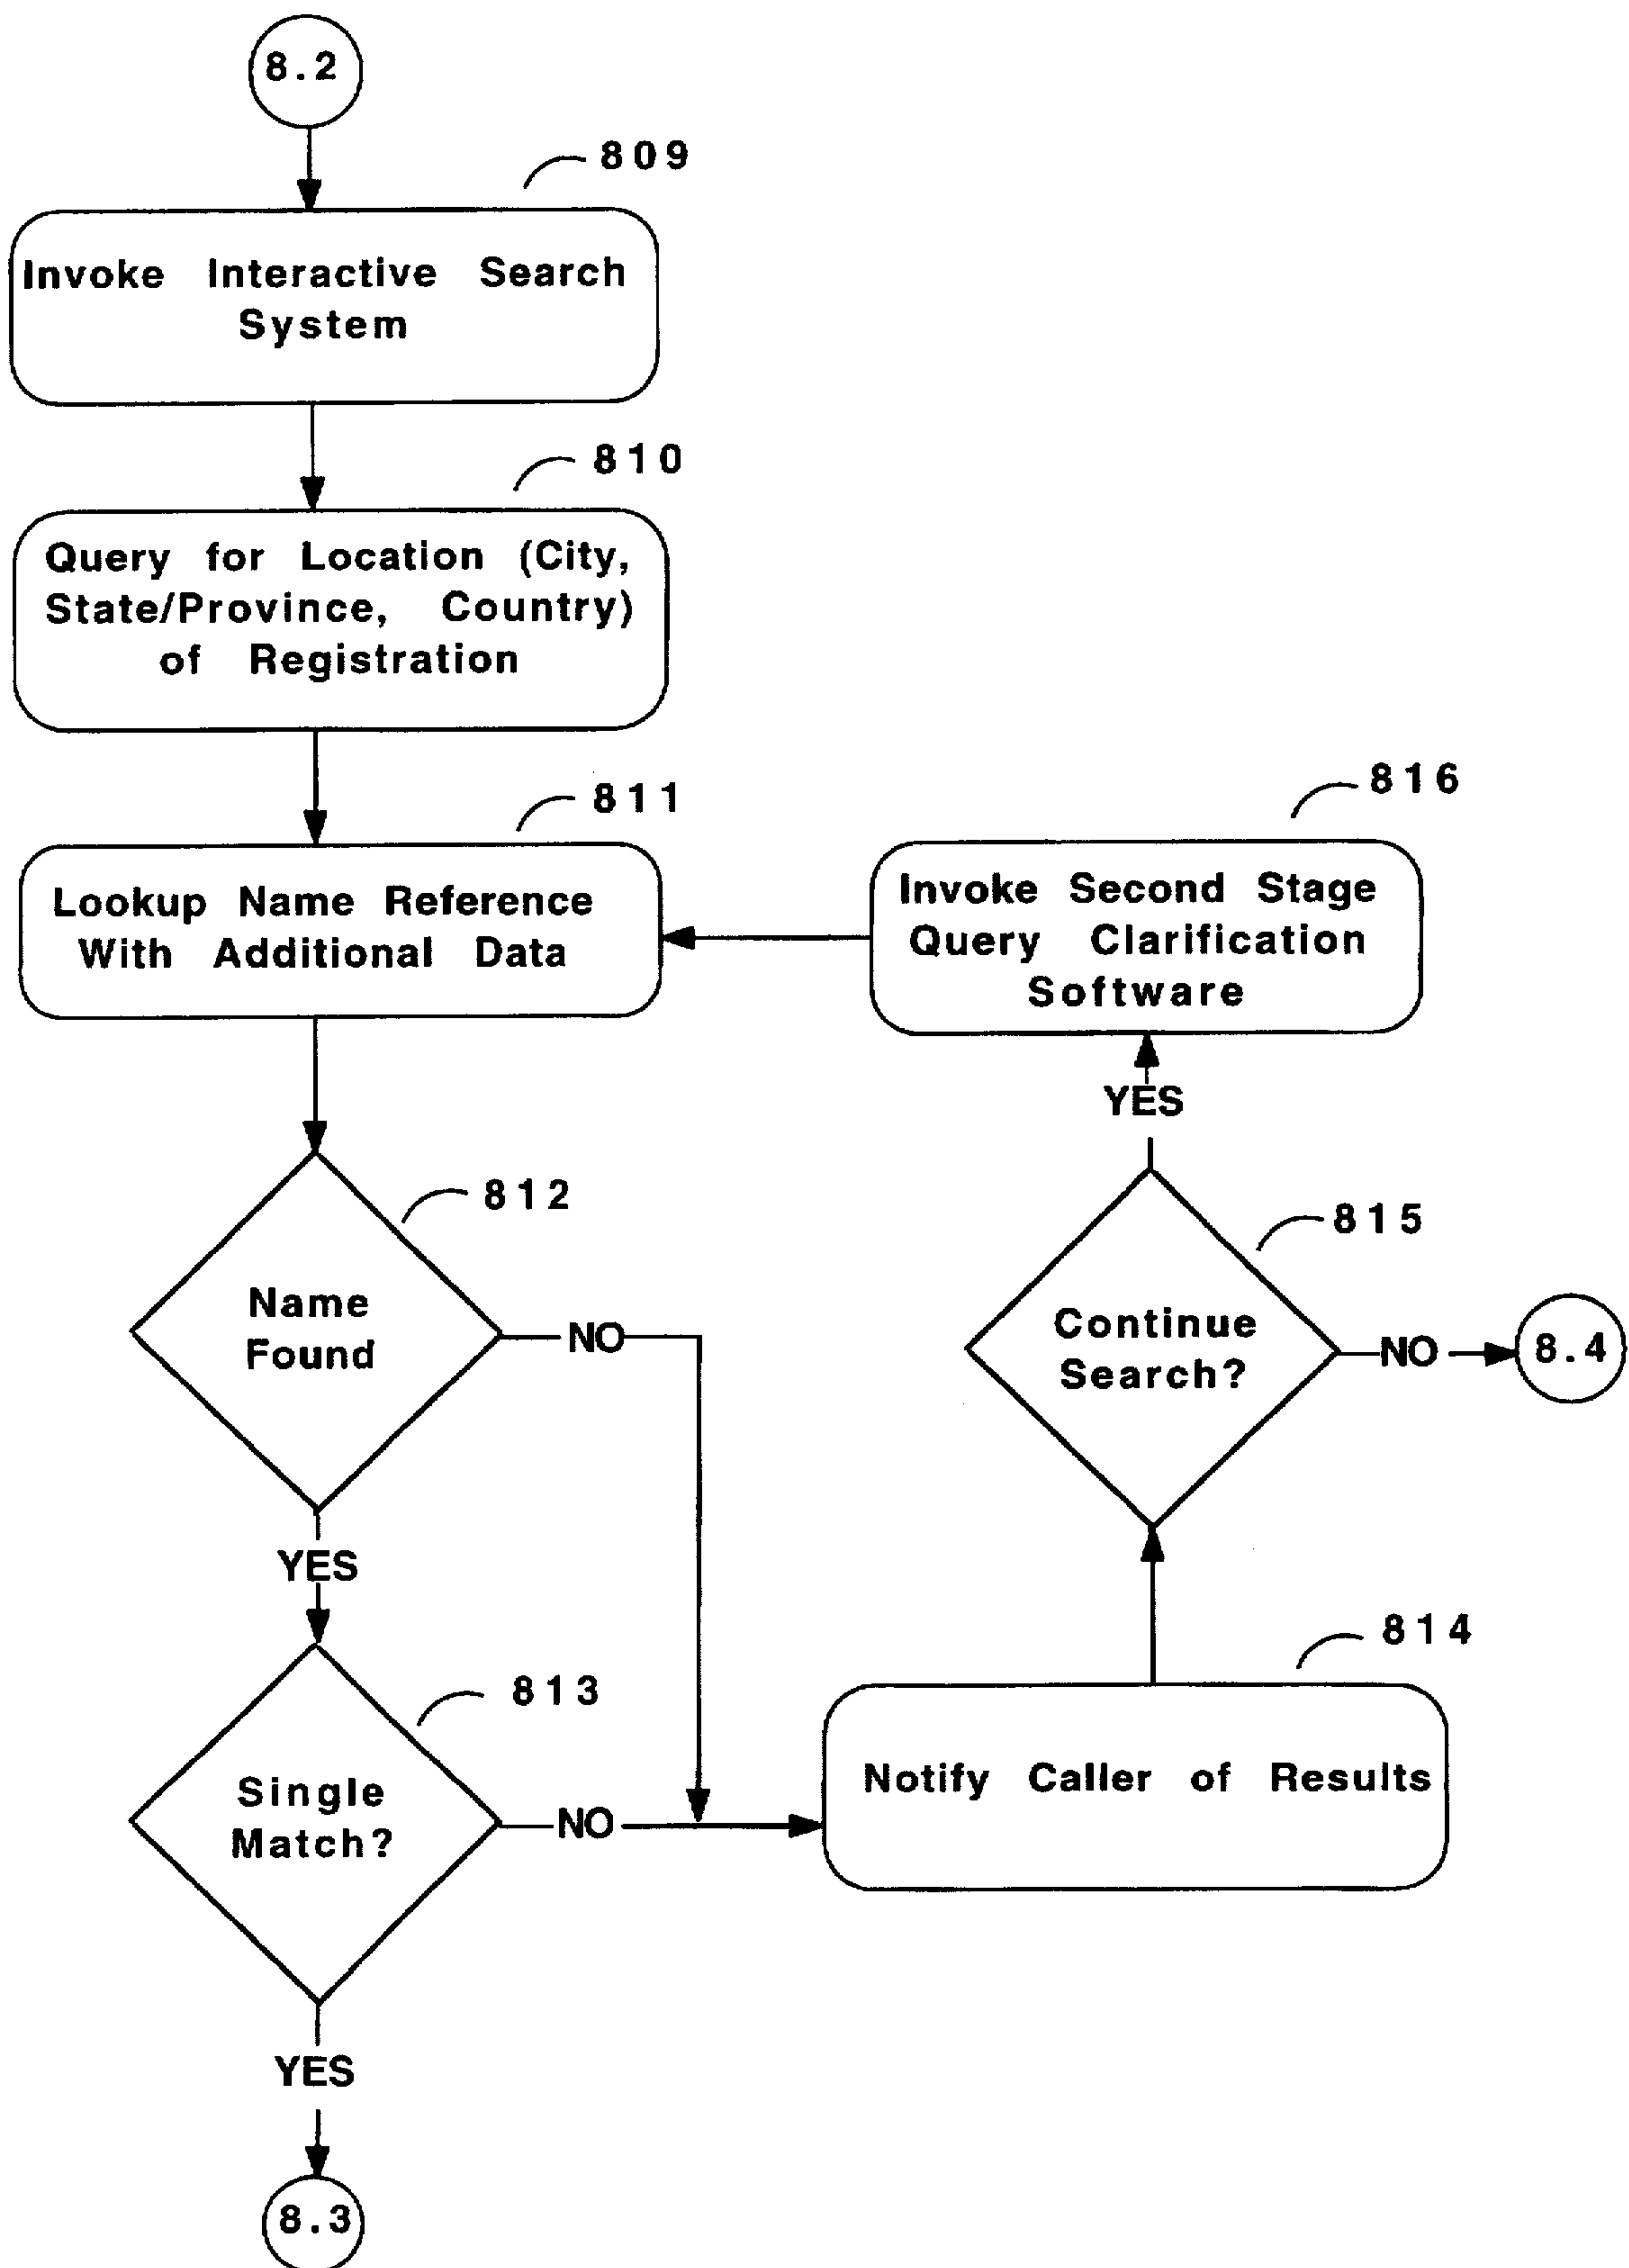 8.2
809
Invoke Interactive Search
System
810
Query for Location (City,
State/Province, Country)
of Registration
811
Lookup Name Reference
With Additional Data
816
Invoke Second Stage
Query Clarification
Software
YES
812
Name
Found
NO
815
Continue
Search?
NO
8.4
YES
813
Single
Match?
NO
814
Notify Caller of Results
YES
8.3